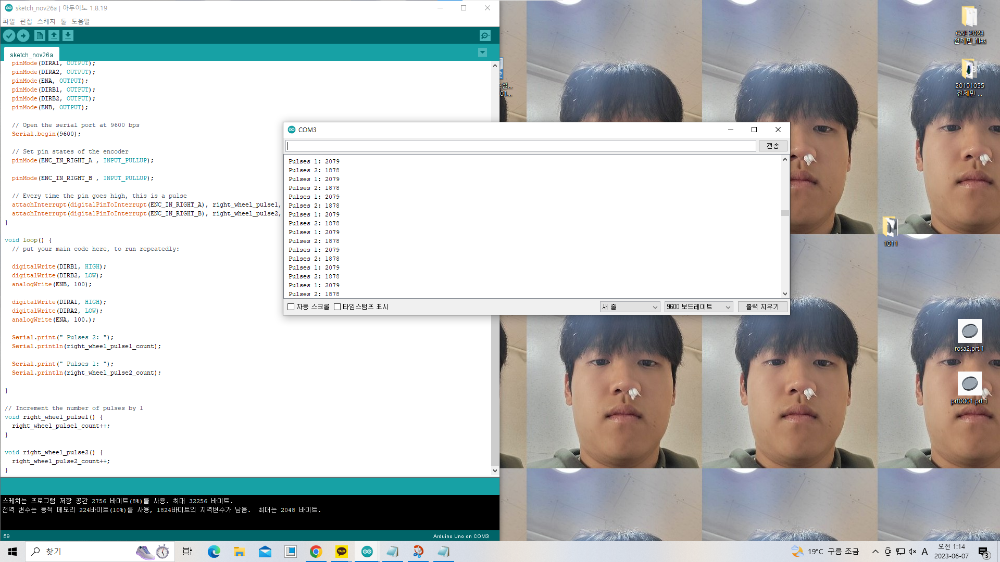 sketch_nov26a | 아두이노 1.8.19
파일 편집 스케치 툴 도움말
sketch_nov26a
pinMode(DIRA1, OUTPUT);
pinMode(DIRA2, OUTPUT);
pinMode(ENA, OUTPUT);
pinMode(DIRB1, OUTPUT);
pinMode(DIRB2, OUTPUT);
pinMode(ENB, OUTPUT);
// Open the serial port at 9600 bps
Serial.begin(9600);
// Set pin states of the encoder
pinMode(ENC_IN_RIGHT_A , INPUT_PULLUP);
pinMode(ENC_IN_RIGHT_B , INPUT_PULLUP);
// Every time the pin goes high, this is a pulse
attachInterrupt(digitalPinToInterrupt(ENC_IN_RIGHT_A), right_wheel_pulse1,
attachInterrupt(digitalPinToInterrupt(ENC_IN_RIGHT_B), right_wheel_pulse2,
}
void loop() {
// put your main code here, to run repeatedly:
digitalWrite(DIRB1, HIGH);
digitalWrite(DIRB2, LOW);
analogWrite(ENB, 100);
digitalWrite(DIRA1, HIGH);
digitalWrite(DIRA2, LOW);
analogWrite(ENA, 100.);
Serial.print(" Pulses 2: ");
Serial.println(right_wheel_pulse1_count);
Serial.print(" Pulses 1: ");
Serial.println(right_wheel_pulse2_count);
}
// Increment the number of pulses by 1
void right_wheel_pulse1() {
right_wheel_pulse1_count++;
}
void right_wheel_pulse2() {
right_wheel_pulse2_count++;
}
스케치는 프로그램 저장 공간 2756 바이트(8%)를 사용. 최대 32256 바이트.
전역 변수는 동적 메모리 224바이트(10%)를 사용, 1824바이트의 지역변수가 남음. 최대는 2048 바이트.
59
Arduino Uno on COM3
COM3
전송
Pulses 1: 2079
Pulses 2: 1878
Pulses 1: 2079
Pulses 2: 1878
Pulses 1: 2079
Pulses 2: 1878
Pulses 1: 2079
Pulses 2: 1878
Pulses 1: 2079
Pulses 2: 1878
Pulses 1: 2079
Pulses 2: 1878
Pulses 1: 2079
Pulses 2: 1878
Pulses 1: 2079
Pulses 2: 1878
자동 스크롤 타임스탬프 표시
새 줄
9600 보드레이트
출력 지우기
CAE 2023
전제민_files
20191055
전제민 ...
1011
rosa2.prt.1
prt0001.prt.1
찾기
TALK
19°C 구름 조금
A
오전 1:14
2023-06-07
3